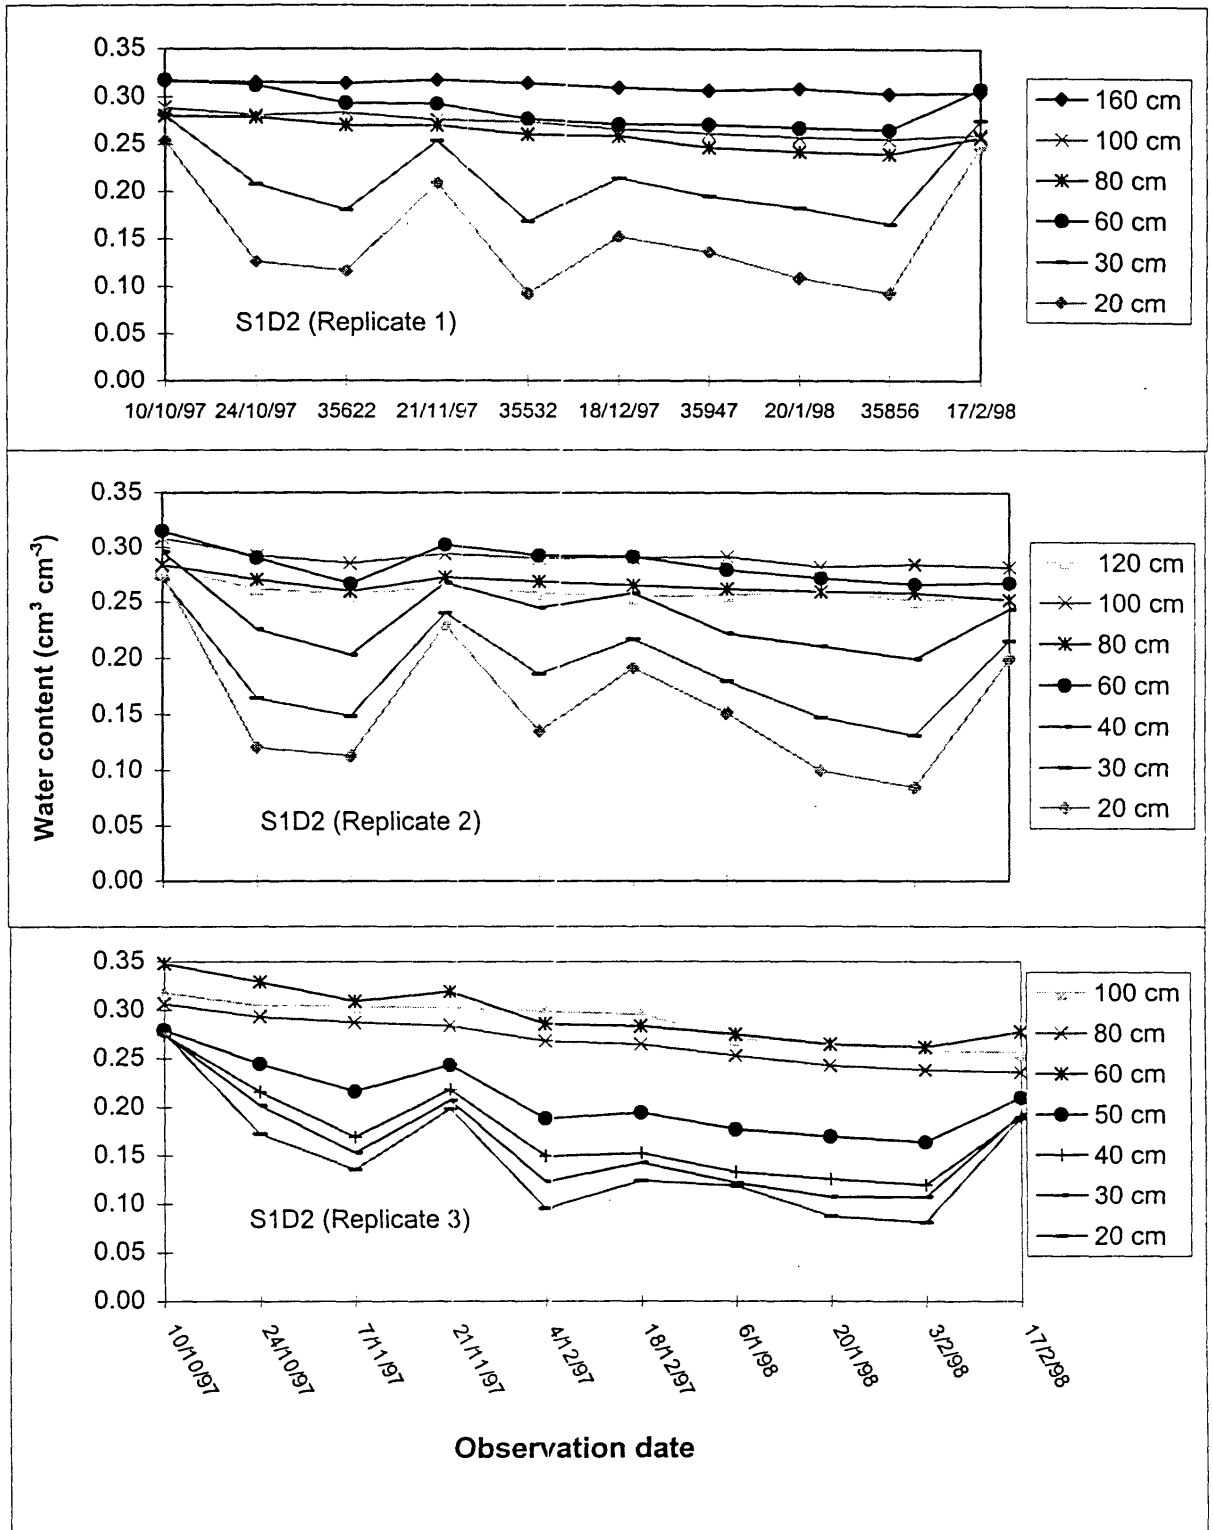 0.35
0.30
0.25
0.20
0.15
0.10
0.05
0.00
S1D2 (Replicate 1)
10/10/97 24/10/97 35622 21/11/97 35532 18/12/97 35947 20/1/98 35856 17/2/98
160 cm
100 cm
80 cm
60 cm
30 cm
20 cm
Water content (cm³ cm⁻³)
0.35
0.30
0.25
0.20
0.15
0.10
0.05
0.00
S1D2 (Replicate 2)
120 cm
100 cm
80 cm
60 cm
40 cm
30 cm
20 cm
0.35
0.30
0.25
0.20
0.15
0.10
0.05
0.00
S1D2 (Replicate 3)
100 cm
80 cm
60 cm
50 cm
40 cm
30 cm
20 cm
10/10/97 24/10/97 7/11/97 21/11/97 4/12/97 18/12/97 6/1/98 20/1/98 3/2/98 17/2/98
Observation date